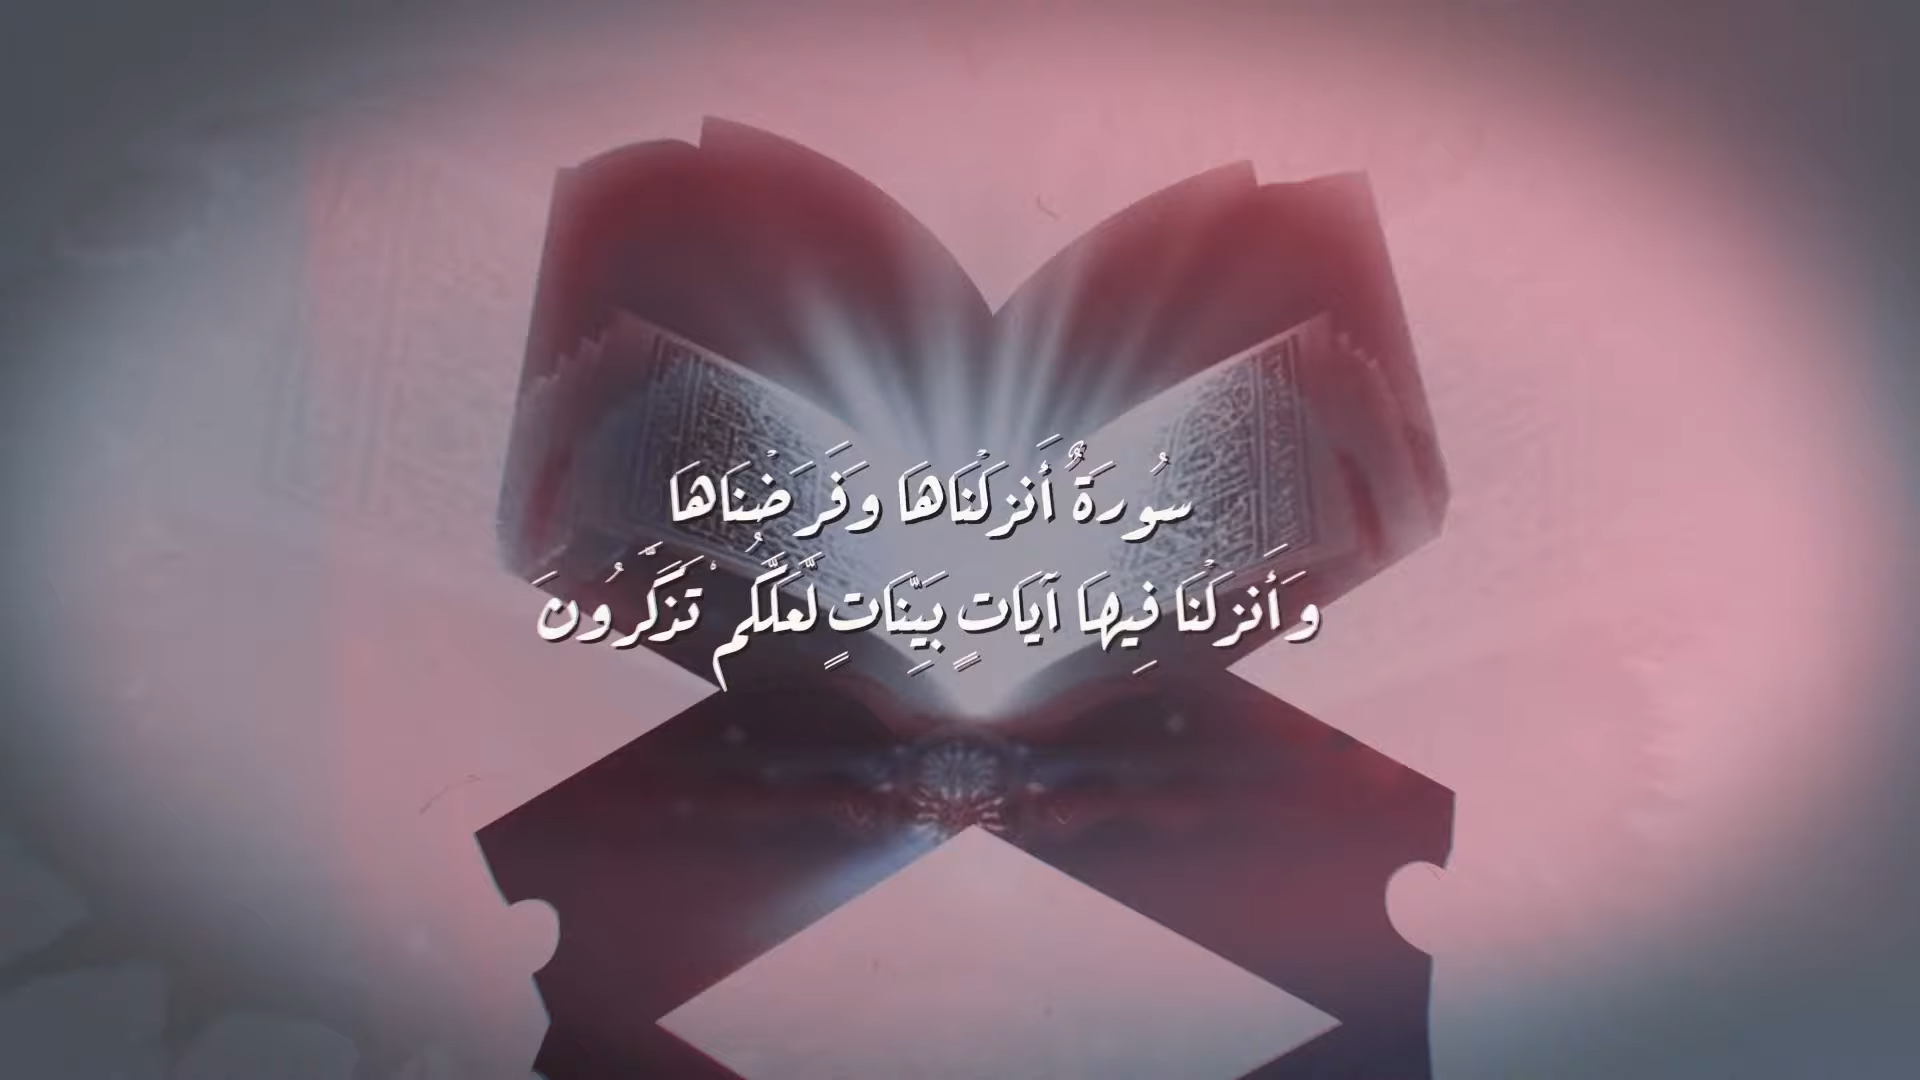 سُورَةٌ أَنزَلْنَاهَا وَفَرَضْنَاهَا
وَأَنزَلْنَا فِيهَا آيَاتٍ بَيِّنَاتٍ لَّعَلَّكُمْ تَذَكَّرُونَ